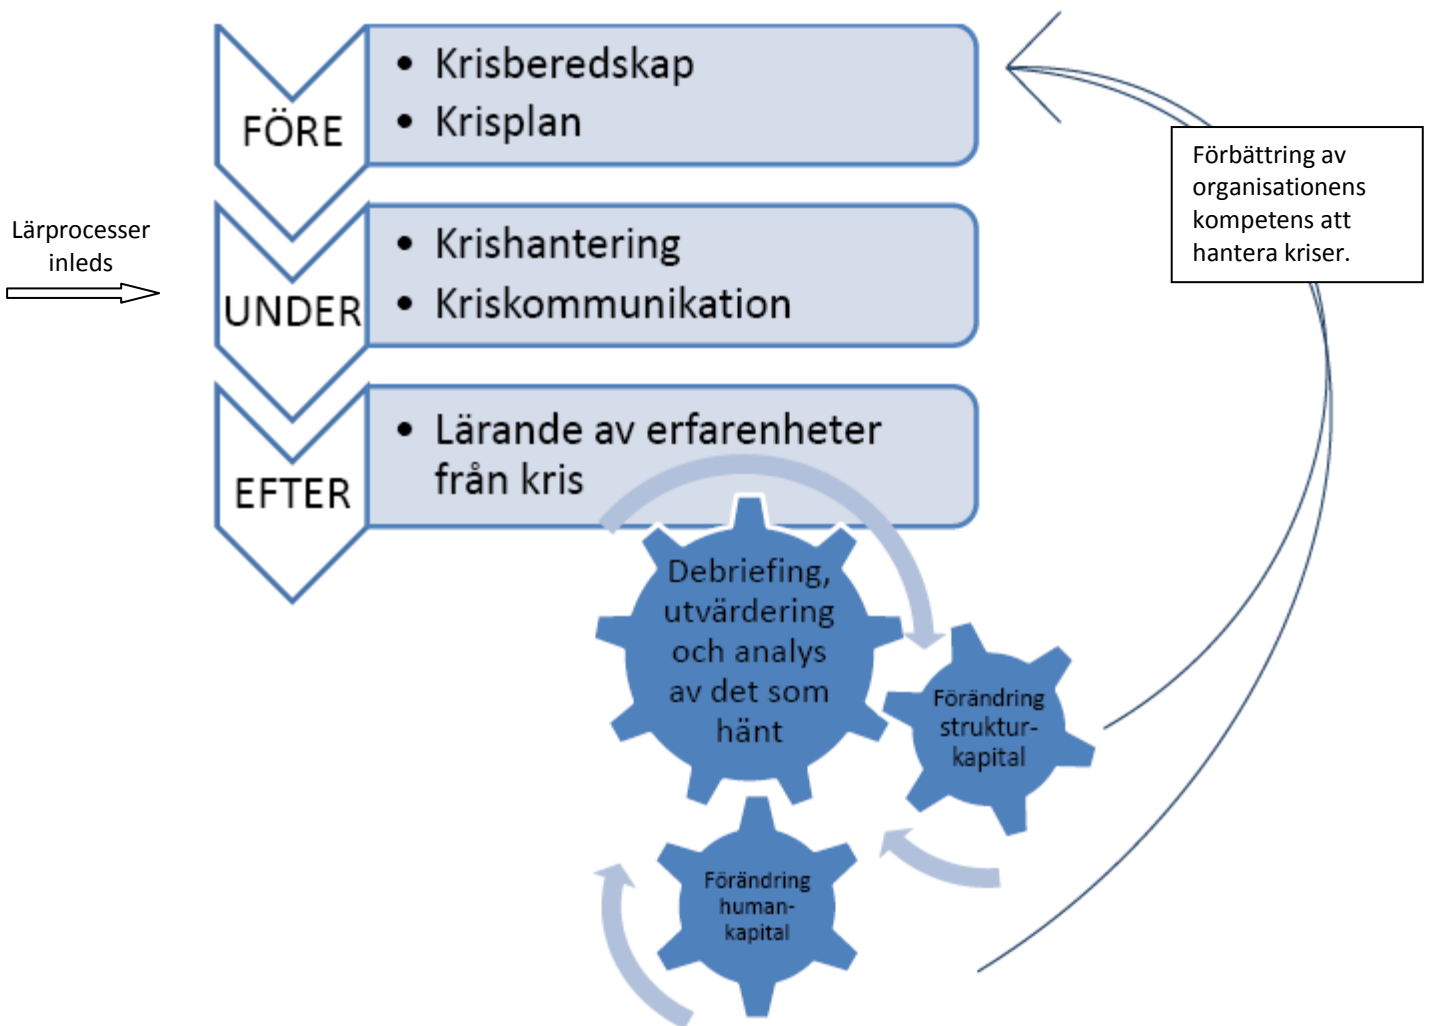 • Krisberedskap
• Krisplan
FÖRE
Förbättring av
organisationens
kompetens att
hantera kriser.
Lärprocesser
inleds
• Krishantering
• Kriskommunikation
UNDER
• Lärande av erfarenheter
från kris
EFTER
Debriefing,
utvärdering
och analys
av det som
hänt
Förändring
struktur-
kapital
Förändring
human-
kapital